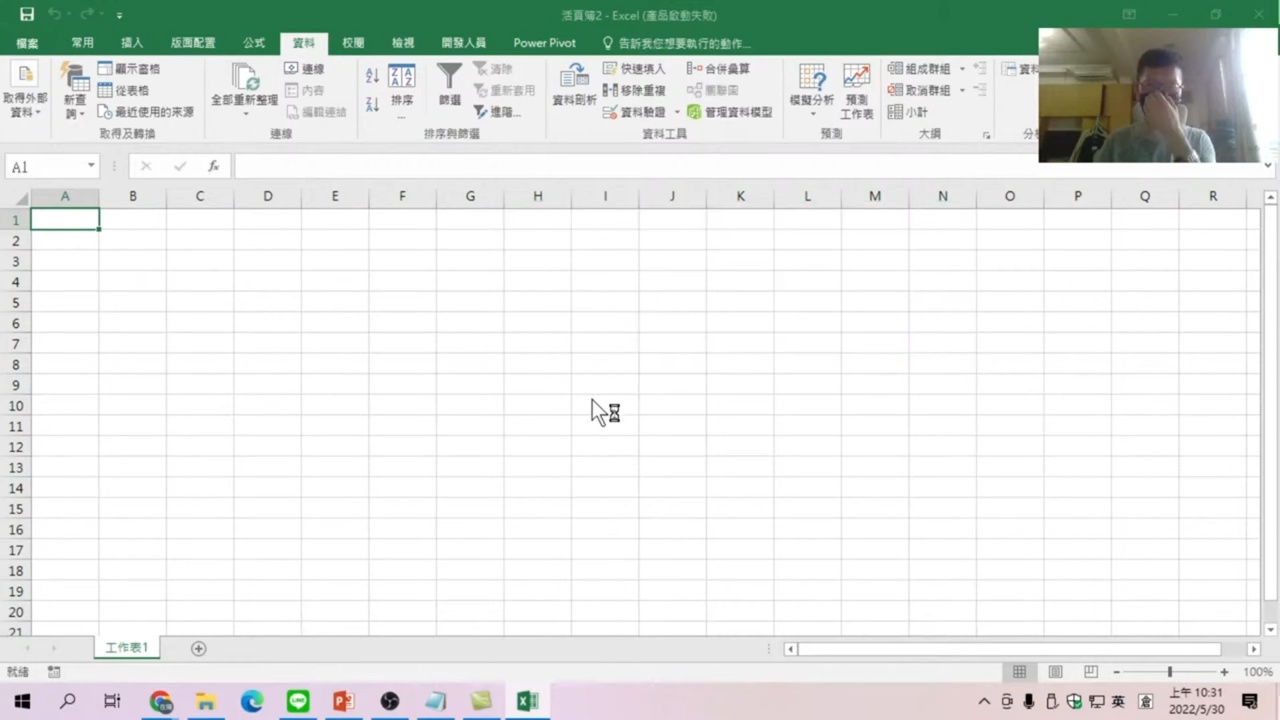 活頁簿2 - Excel (產品啟動失敗)
檔案 常用 插入 版面配置 公式 資料 校閱 檢視 開發人員 Power Pivot 告訴我您想要執行的動作...
取得外部資料
新查詢
顯示窗格
從表格
最近使用的來源
取得及轉換
全部重新整理
連線
內容
編輯連結
連線
排序...
篩選
清除
重新套用
進階...
排序與篩選
資料剖析
快速填入
移除重複
資料驗證
合併彙算
關聯圖
管理資料模型
資料工具
模擬分析
預測工作表
預測
組成群組
取消群組
小計
大綱
資料
分
A1
fx
A B C D E F G H I J K L M N O P Q R
1
2
3
4
5
6
7
8
9
10
11
12
13
14
15
16
17
18
19
20
21
工作表1
就緒
100%
英
倉
上午 10:31
2022/5/30